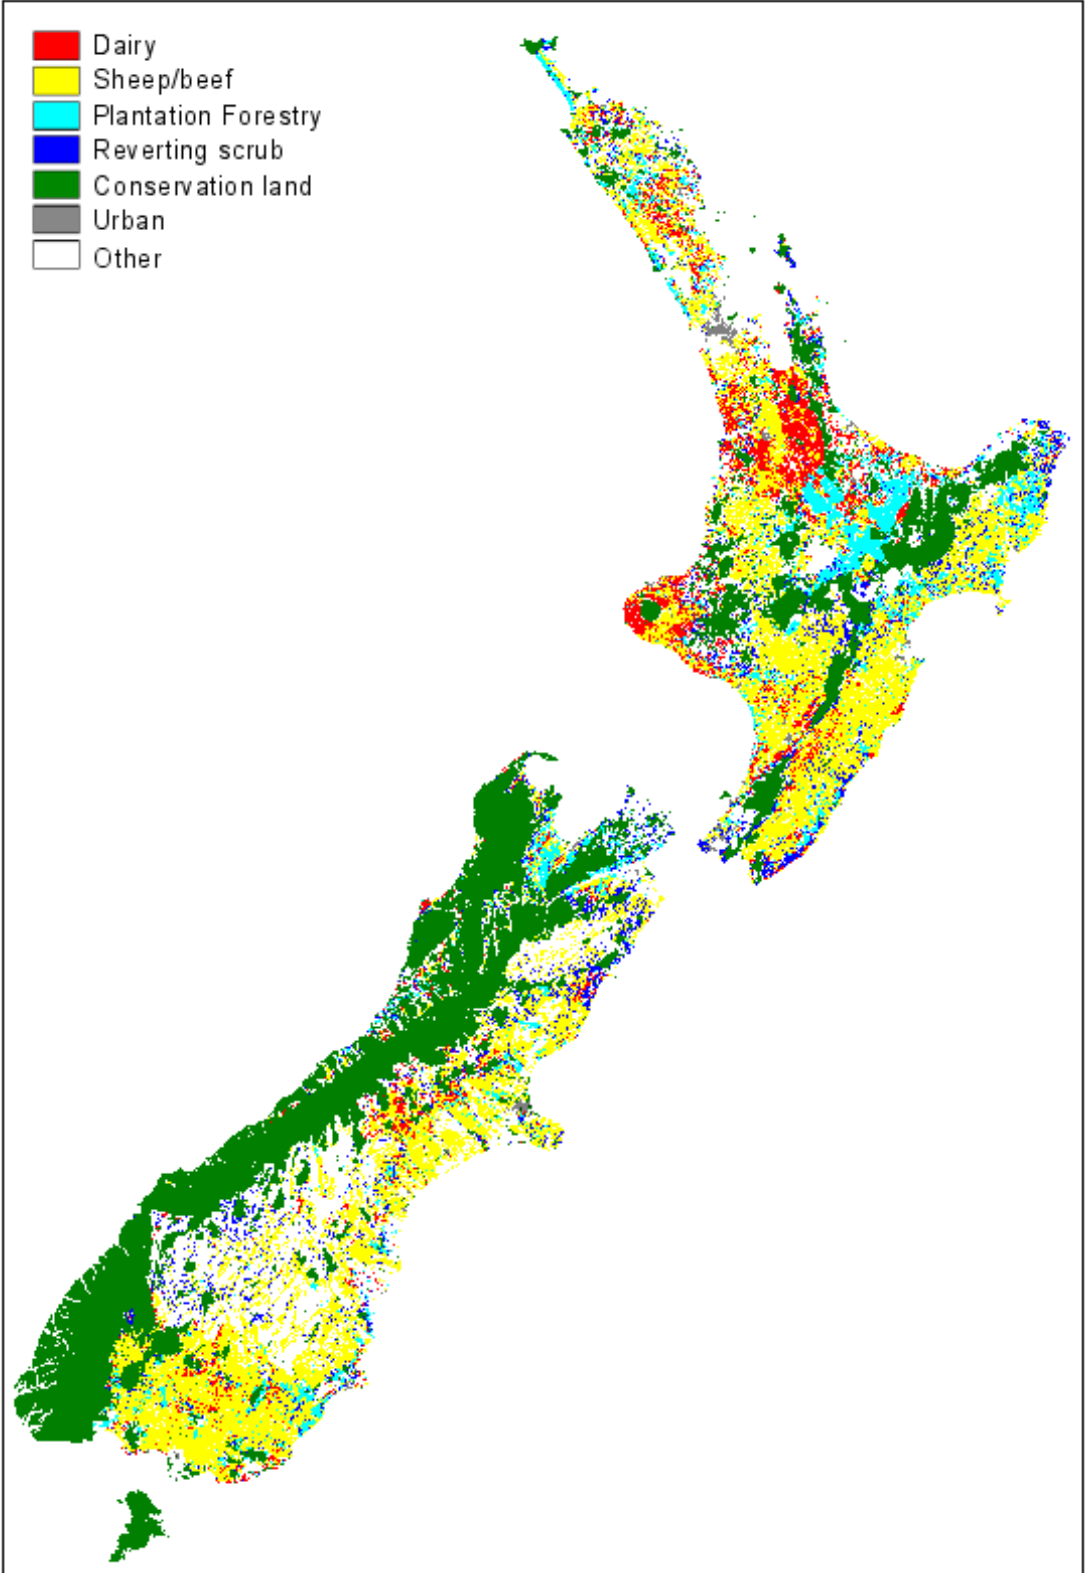 Dairy
Sheep/beef
Plantation Forestry
Reverting scrub
Conservation land
Urban
Other